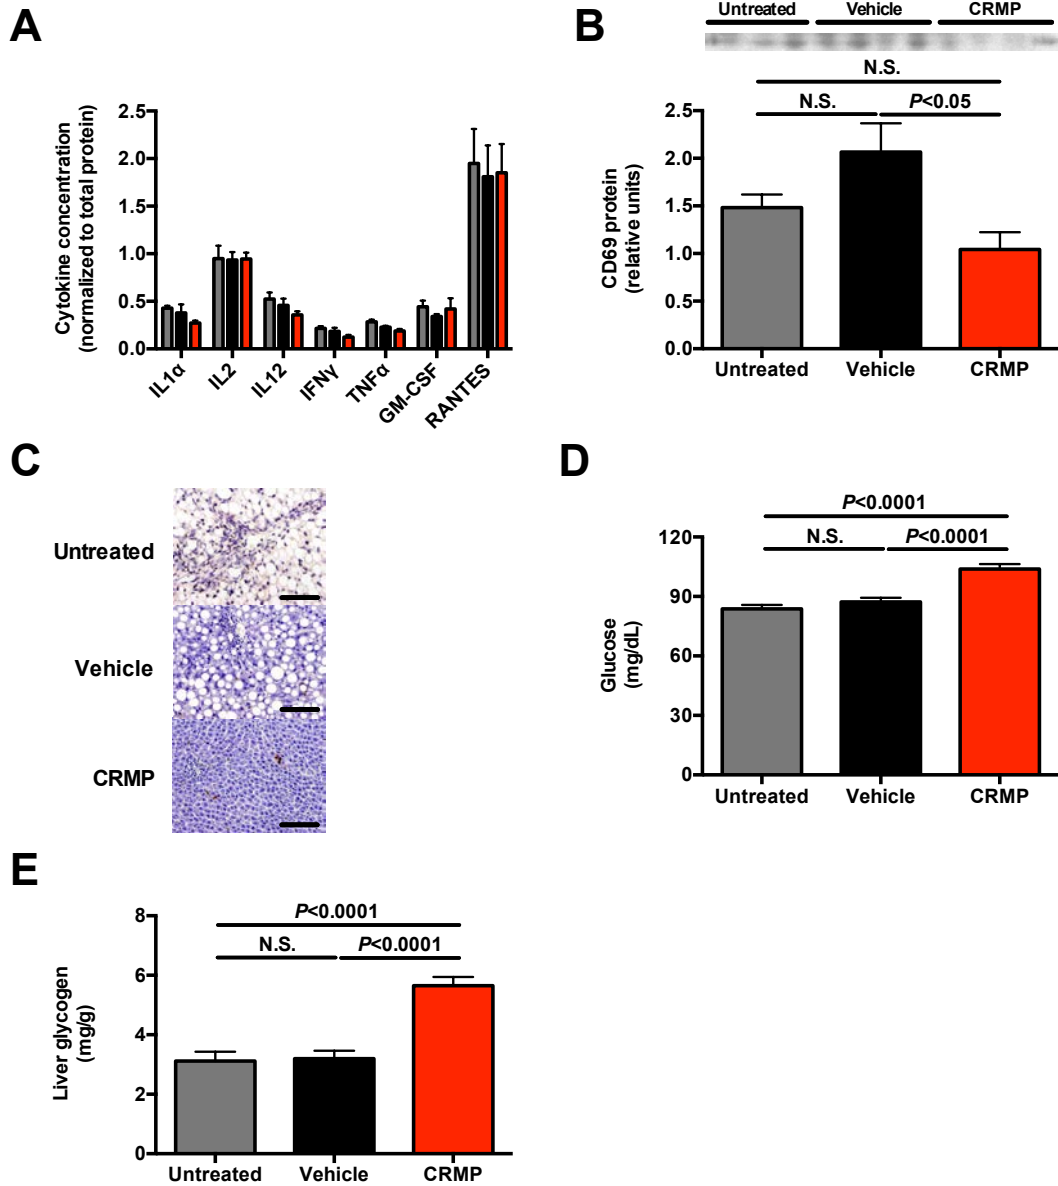 A
Cytokine concentration
(normalized to total protein)
2.5
2.0
1.5
1.0
0.5
0.0
IL1α
IL2
IL12
IFNγ
TNFα
GM-CSF
RANTES
B
Untreated Vehicle CRMP
N.S.
N.S. P<0.05
CD69 protein
(relative units)
2.5
2.0
1.5
1.0
0.5
0.0
Untreated Vehicle CRMP
C
Untreated
Vehicle
CRMP
D
P<0.0001
N.S. P<0.0001
Glucose
(mg/dL)
120
90
60
30
0
Untreated Vehicle CRMP
E
P<0.0001
N.S. P<0.0001
Liver glycogen
(mg/g)
8
6
4
2
0
Untreated Vehicle CRMP